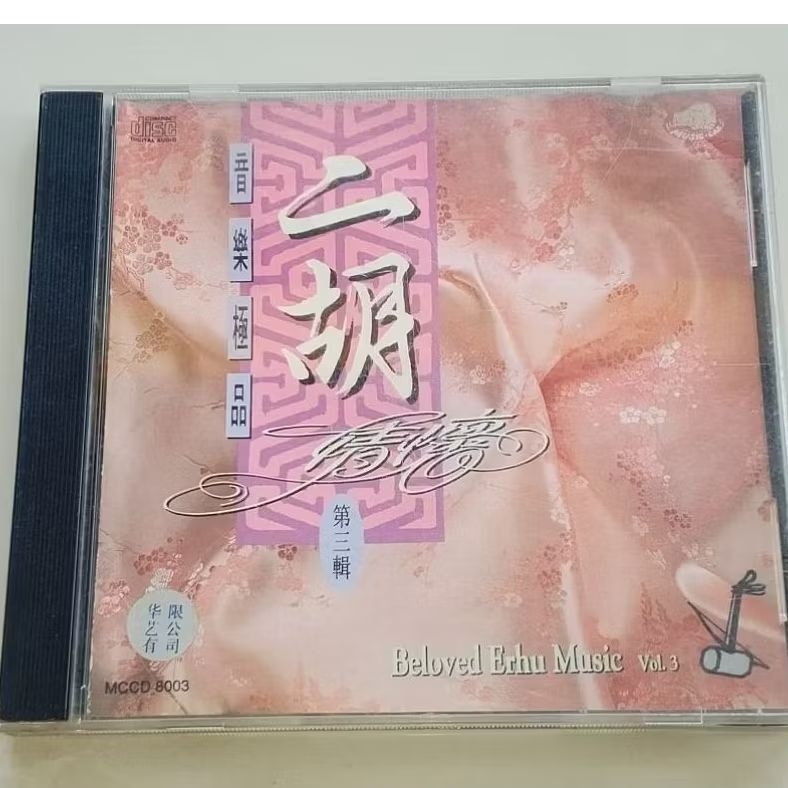 COMPACT
disc
DIGITAL AUDIO
音樂極品
二胡
情懷
第三輯
华艺有
限公司
Beloved Erhu Music Vol. 3
MCCD 8003